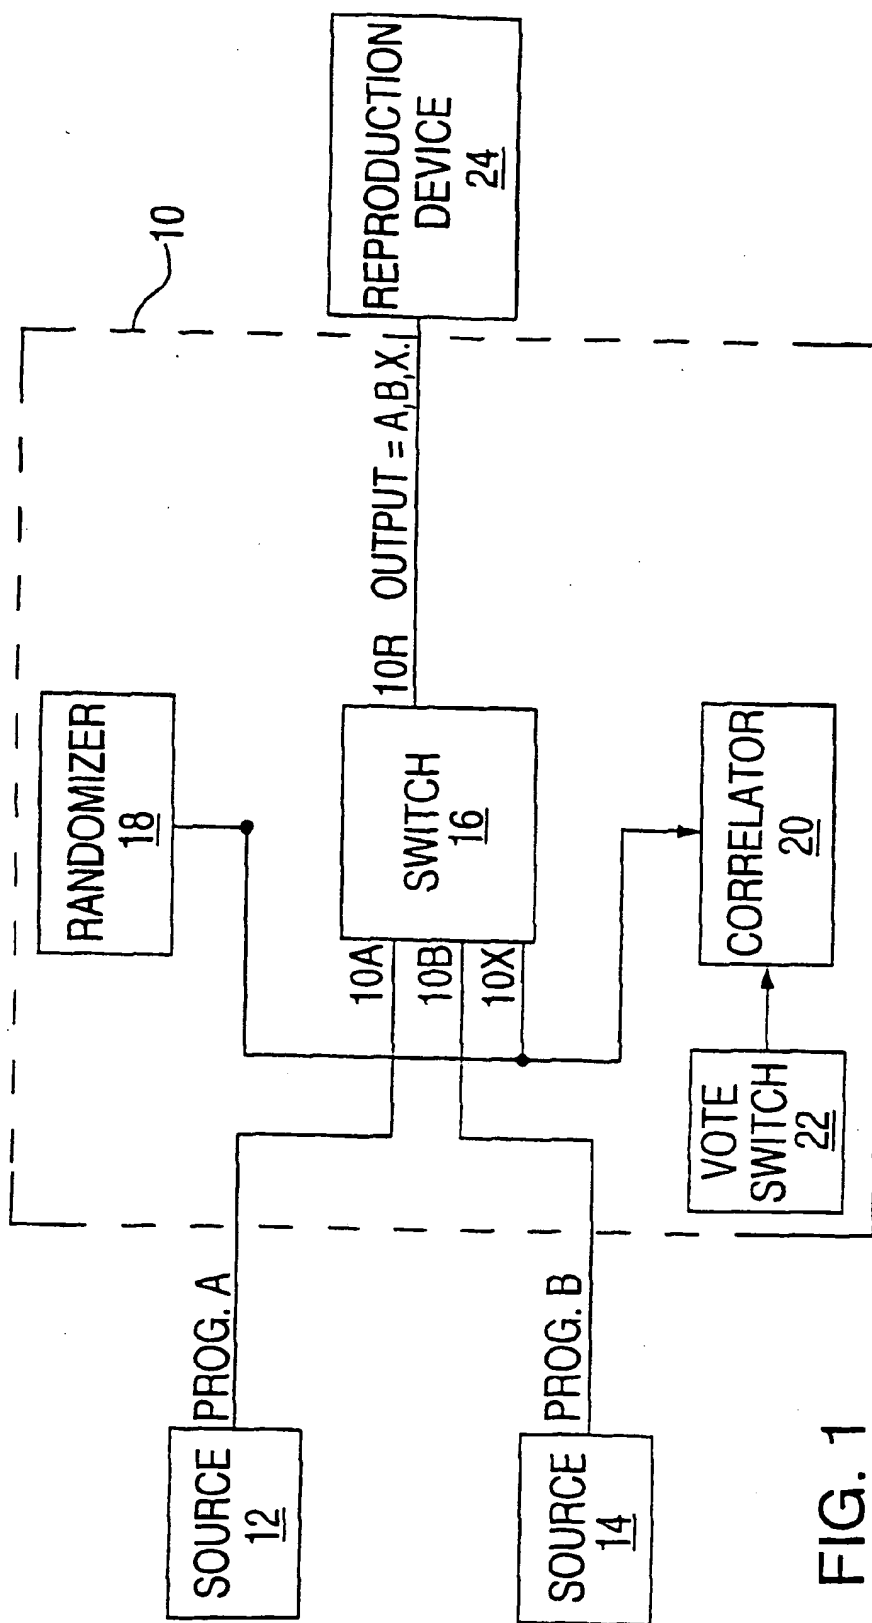 10
RANDOMIZER
18
SOURCE
12
PROG. A
10A
10B
10X
SWITCH
16
10R OUTPUT = A,B,X.
REPRODUCTION
DEVICE
24
SOURCE
14
PROG. B
VOTE
SWITCH
22
CORRELATOR
20
FIG. 1